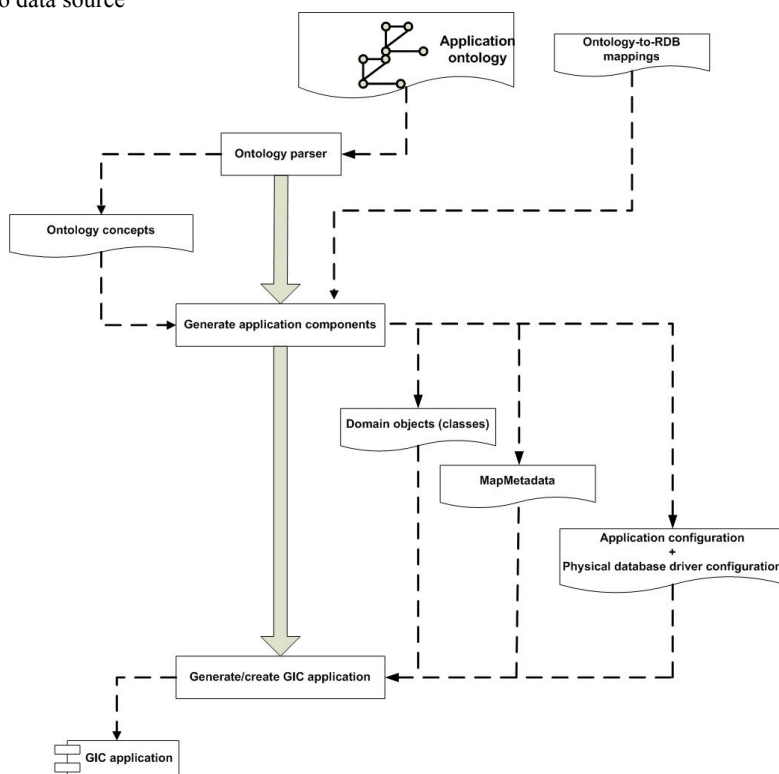 o data source
Application
ontology
Ontology-to-RDB
mappings
Ontology parser
Ontology concepts
Generate application components
Domain objects (classes)
MapMetadata
Application configuration
+
Physical database driver configuration
Generate/create GIC application
GIC application